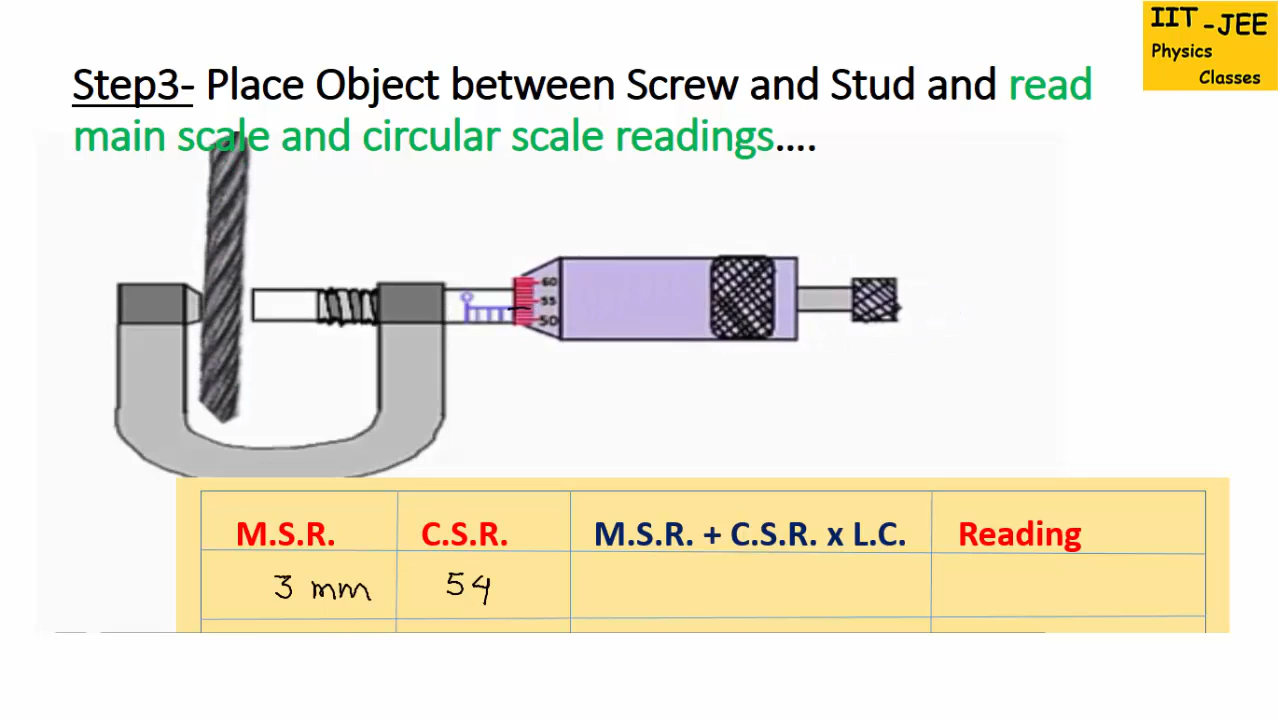 IIT -JEE
Physics
Classes
Step3- Place Object between Screw and Stud and read
main scale and circular scale readings....
0
60
55
50
M.S.R. C.S.R. M.S.R. + C.S.R. x L.C. Reading
3 mm 54